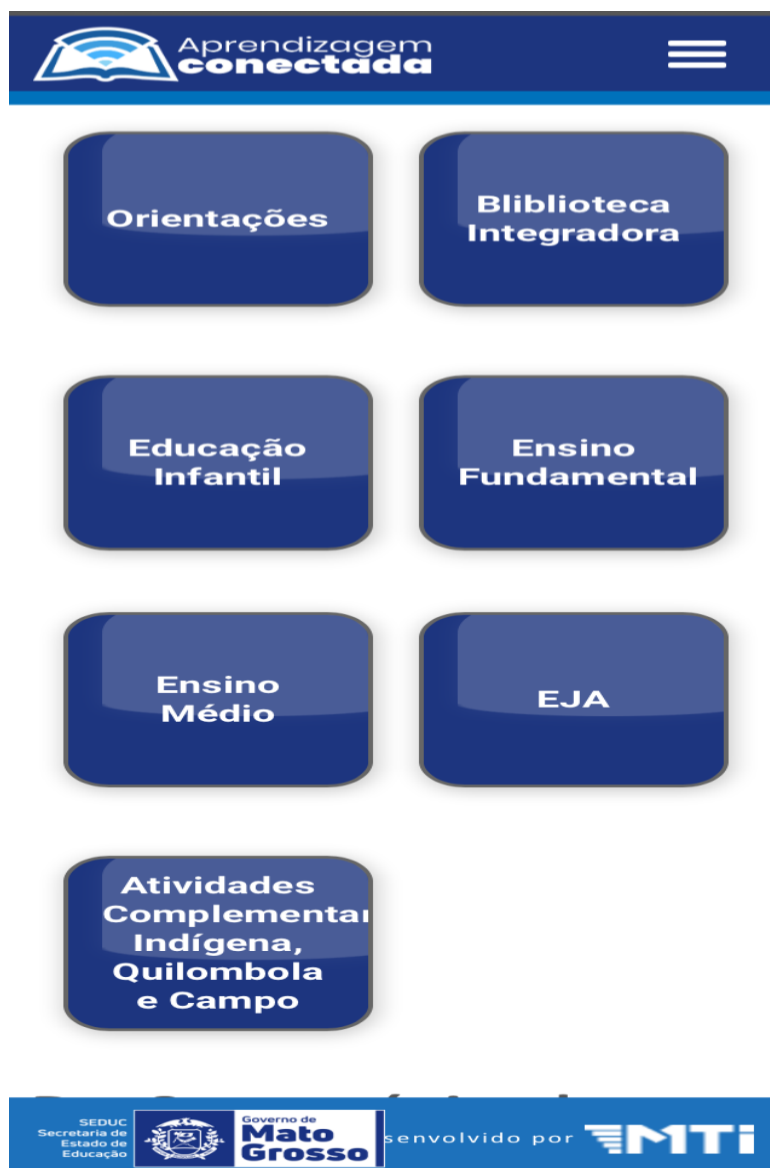 Aprendizagem
conectada
Orientações
Bliblioteca
Integradora
Educação
Infantil
Ensino
Fundamental
Ensino
Médio
EJA
Atividades
Complementar
Indígena,
Quilombola
e Campo
SEDUC
Secretaria de
Estado de
Educação
Governo de
Mato
Grosso
senvolvido por
MTi